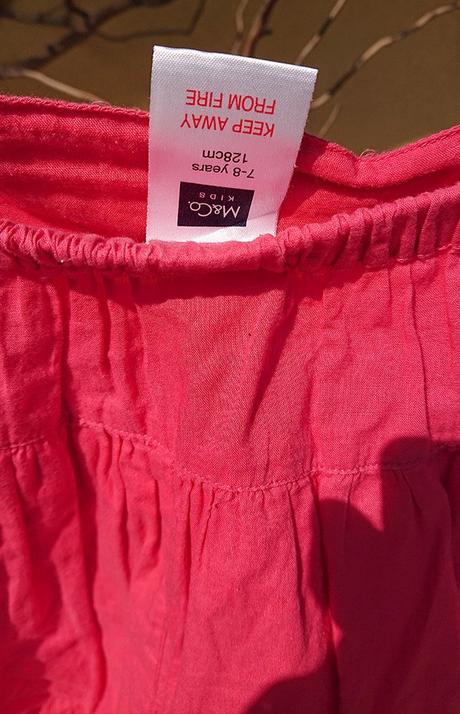 M&Co.
KIDS
7-8 years
128cm
KEEP AWAY
FROM FIRE